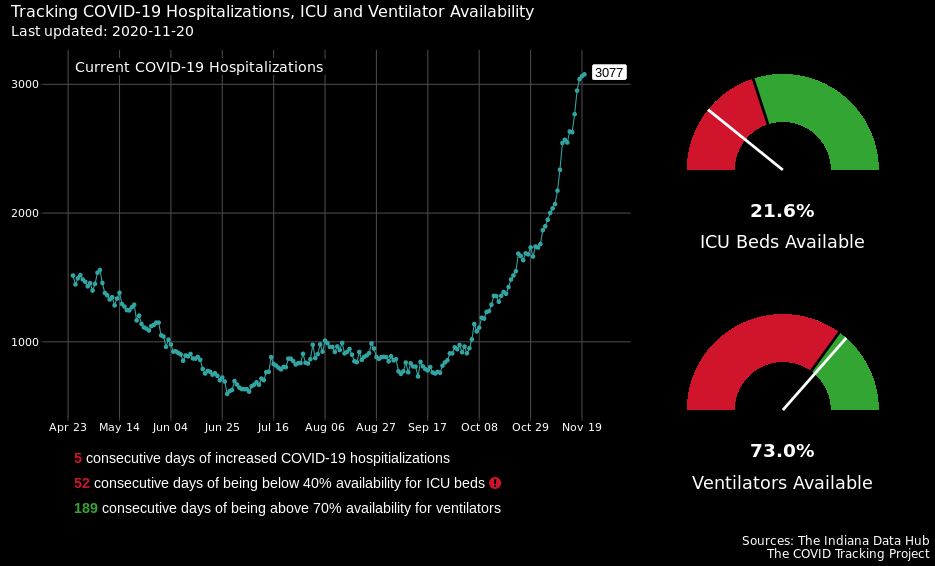 Tracking COVID-19 Hospitalizations, ICU and Ventilator Availability
Last updated: 2020-11-20
Current COVID-19 Hospitalizations
3077
3000
2000
1000
Apr 23 May 14 Jun 04 Jun 25 Jul 16 Aug 06 Aug 27 Sep 17 Oct 08 Oct 29 Nov 19
5 consecutive days of increased COVID-19 hospitializations
52 consecutive days of being below 40% availability for ICU beds
189 consecutive days of being above 70% availability for ventilators
21.6%
ICU Beds Available
73.0%
Ventilators Available
Sources: The Indiana Data Hub
The COVID Tracking Project